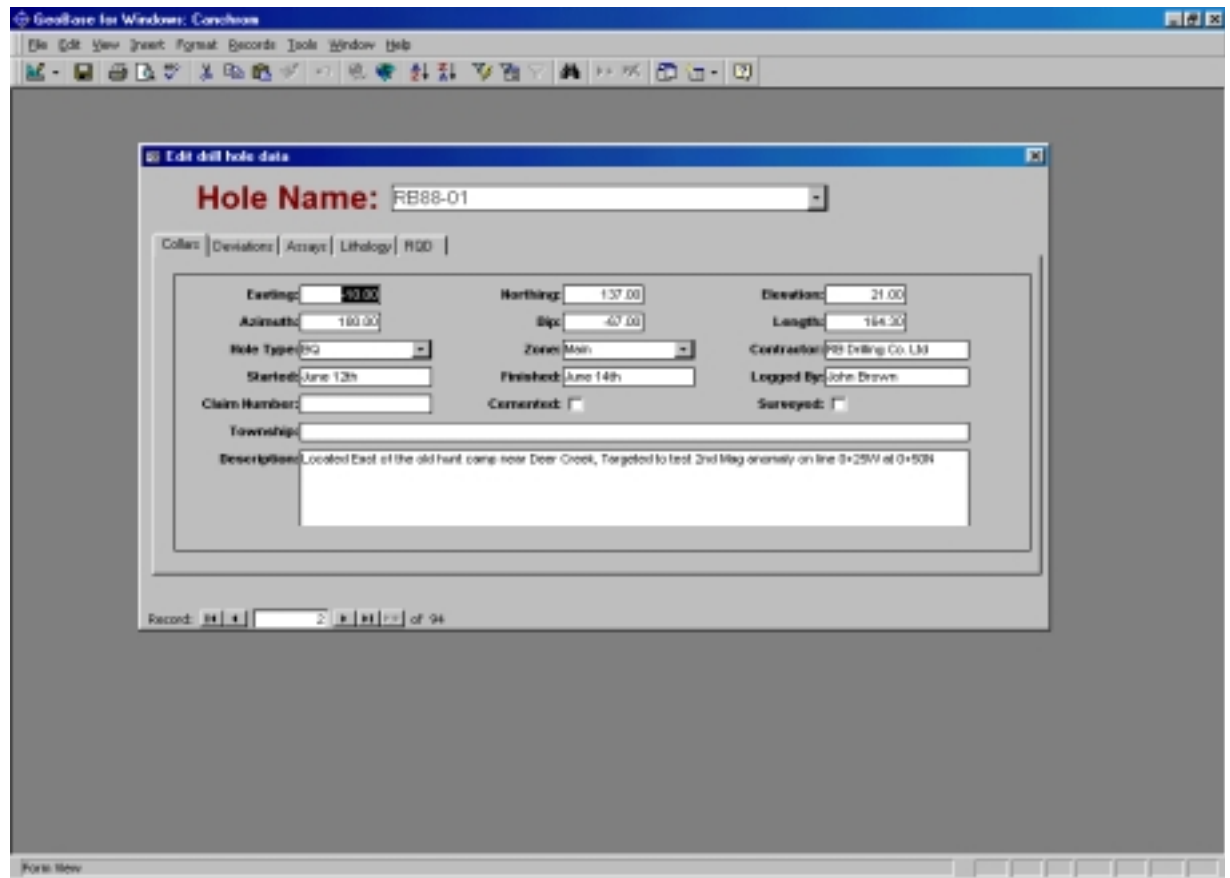 GeoBase for Windows: Canchrom
File Edit View Insert Format Records Tools Window Help
Edit drill hole data
Hole Name: RB88-01
Collars Deviations Assays Lithology RQD
Easting: -10.00 Northing: 137.00 Elevation: 21.00
Azimuth: 180.00 Dip: -67.00 Length: 164.30
Hole Type: BQ Zone: Main Contractor: RB Drilling Co. Ltd
Started: June 12th Finished: June 14th Logged By: John Brown
Claim Number: Cemented: Surveyed:
Township:
Description: Located East of the old hunt camp near Deer Creek, Targeted to test 2nd Mag anomaly on line 0+25W at 0+50N
Record: 2 of 94
Form View